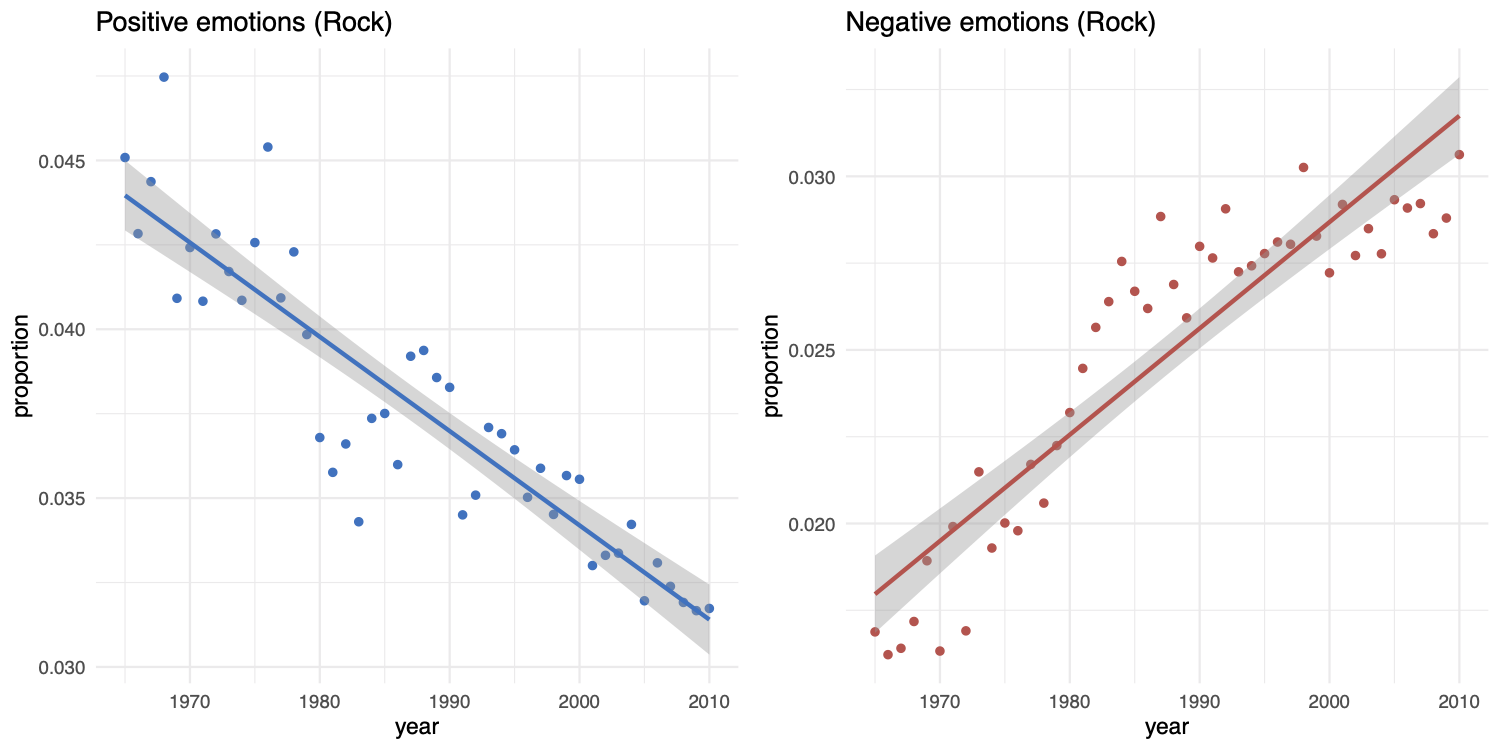 Positive emotions (Rock)
proportion
0.045
0.040
0.035
0.030
1970 1980 1990 2000 2010
year
Negative emotions (Rock)
proportion
0.030
0.025
0.020
1970 1980 1990 2000 2010
year